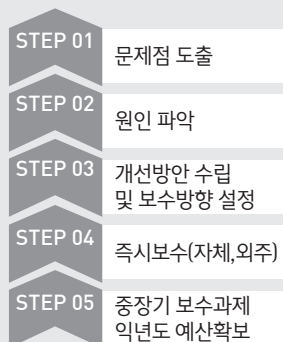 STEP 01
문제점 도출
STEP 02
원인 파악
STEP 03
개선방안 수립
및 보수방향 설정
STEP 04
즉시보수(자체,외주)
STEP 05
중장기 보수과제
익년도 예산확보